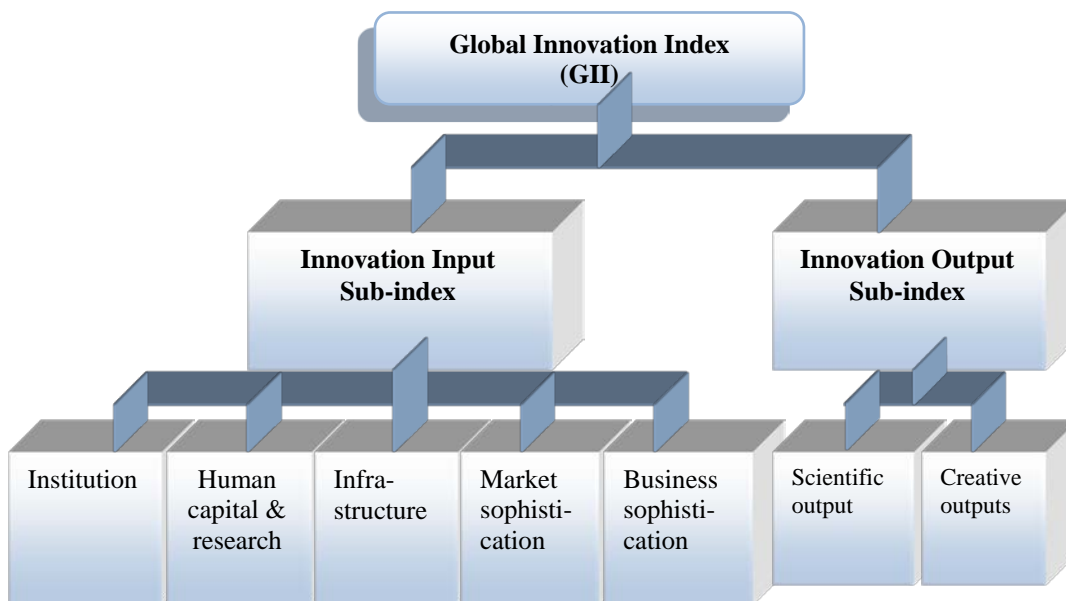 Global Innovation Index
(GII)
Innovation Input
Sub-index
Innovation Output
Sub-index
Institution
Human
capital &
research
Infra-
structure
Market
sophisti-
cation
Business
sophisti-
cation
Scientific
output
Creative
outputs